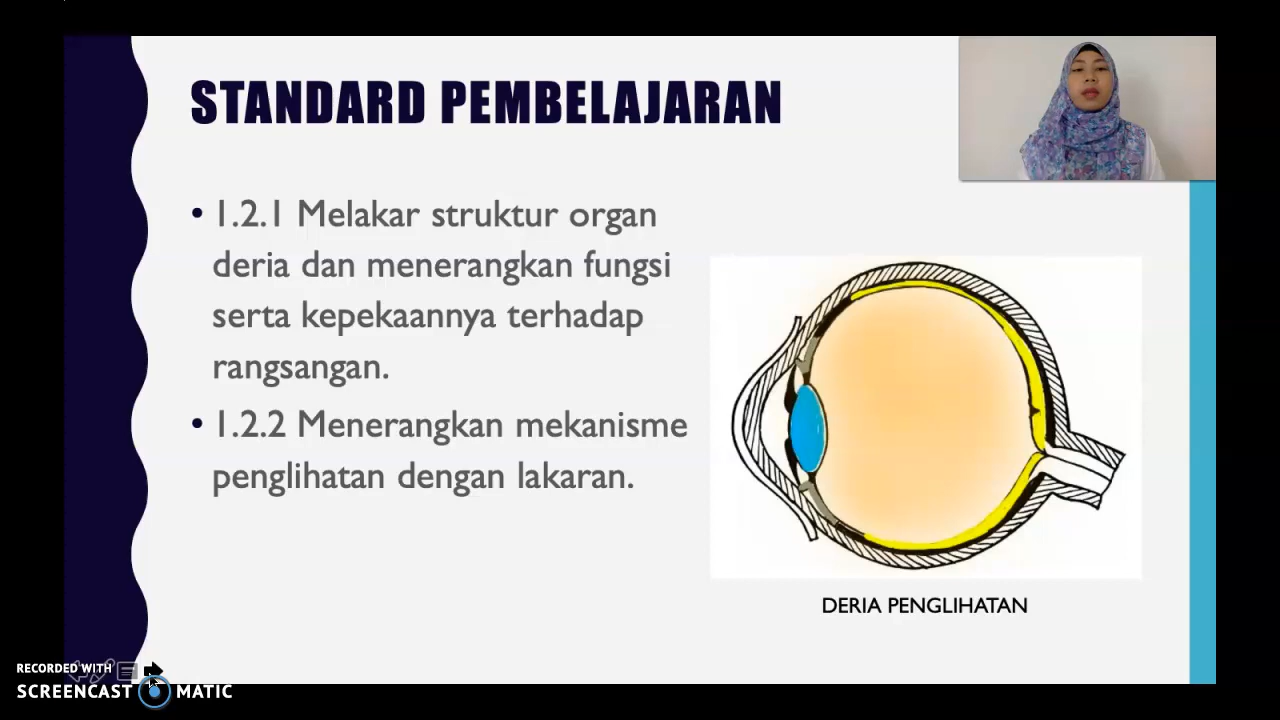 STANDARD PEMBELAJARAN
• 1.2.1 Melakar struktur organ
deria dan menerangkan fungsi
serta kepekaannya terhadap
rangsangan.
• 1.2.2 Menerangkan mekanisme
penglihatan dengan lakaran.
DERIA PENGLIHATAN
RECORDED WITH
SCREENCAST MATIC